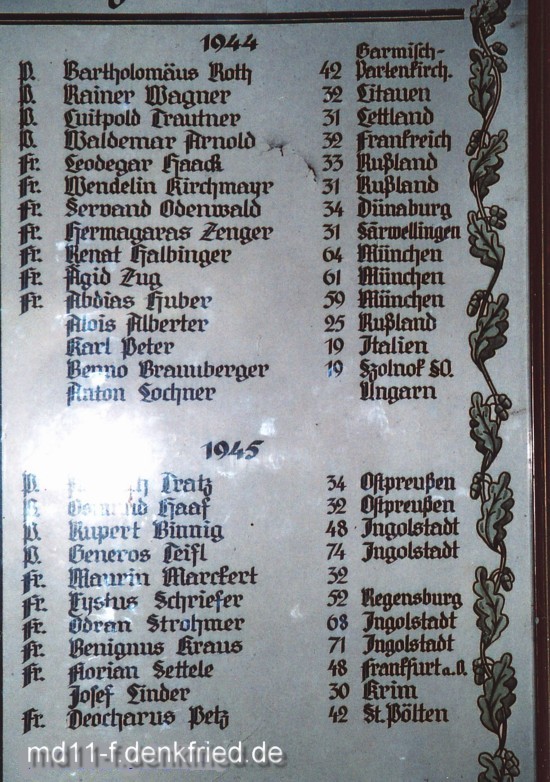 1944
P. Bartholomäus Roth 42 Garmisch-
Partenkirch.
P. Rainer Wagner 32 Litauen
P. Luitpold Trautner 31 Lettland
P. Waldemar Arnold 32 Frankreich
Fr. Leodegar Haack 33 Rußland
Fr. Wendelin Kirchmayr 31 Rußland
Fr. Servand Odenwald 34 Dünaburg
Fr. Hermagaras Zenger 31 Särwellingen
Fr. Renat Halbinger 64 München
Fr. Ägid Zug 61 München
Fr. Abdias Huber 59 München
Alois Alberter 25 Rußland
Karl Peter 19 Italien
Benno Braunberger 19 Szolnok SO.
Anton Lochner Ungarn
1945
P. Tratz 34 Ostpreußen
Haaf 32 Ostpreußen
P. Rupert Binnig 48 Ingolstadt
P. Generos Teifl 74 Ingolstadt
Fr. Maurin Marckert 32
Fr. Xystus Schriefer 52 Regensburg
Fr. Odran Strohmer 68 Ingolstadt
Fr. Benignus Kraus 71 Ingolstadt
Fr. Florian Settele 48 Frankfurt a.O.
Josef Linder 30 Krim
Fr. Deocharus Petz 42 St. Pölten
md11-f.denkfried.de